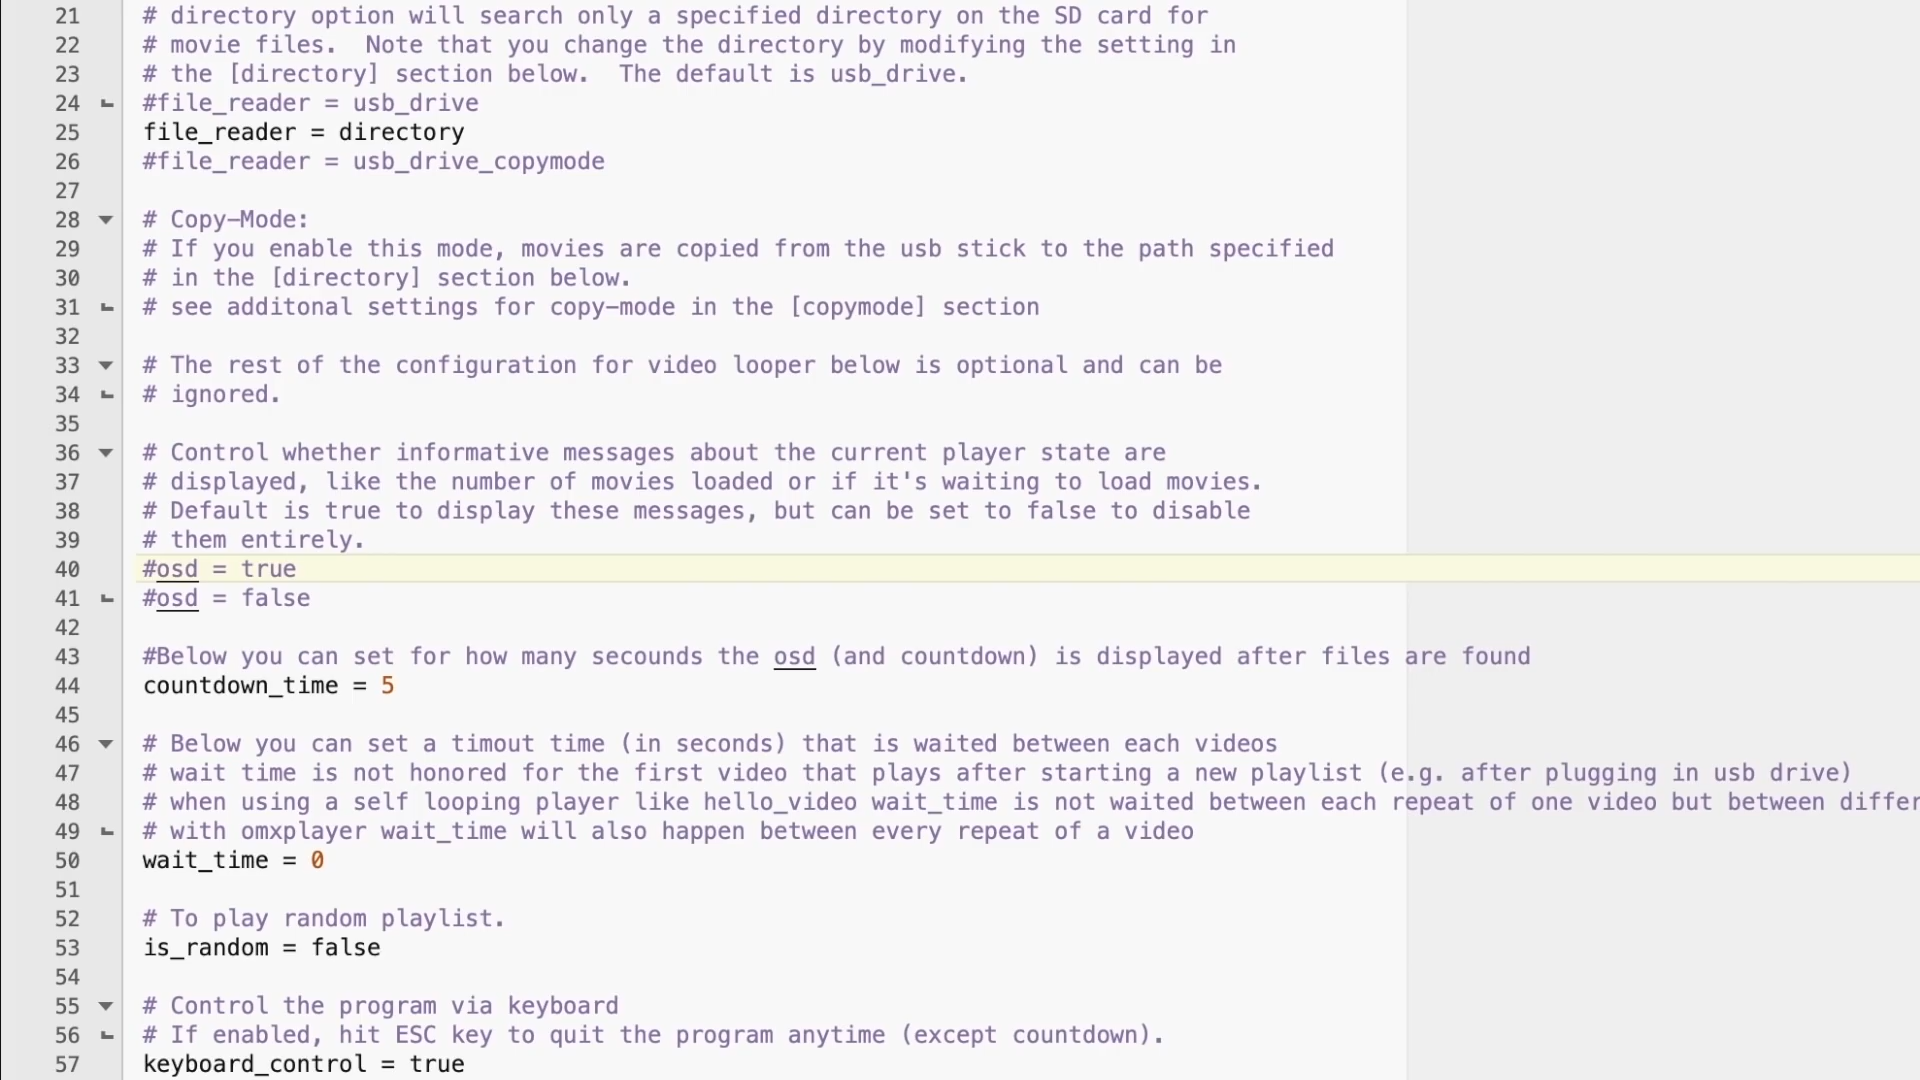 21 # directory option will search only a specified directory on the SD card for
22 # movie files.  Note that you change the directory by modifying the setting in
23 # the [directory] section below.  The default is usb_drive.
24 #file_reader = usb_drive
25 file_reader = directory
26 #file_reader = usb_drive_copymode
27
28 # Copy-Mode:
29 # If you enable this mode, movies are copied from the usb stick to the path specified
30 # in the [directory] section below.
31 # see additonal settings for copy-mode in the [copymode] section
32
33 # The rest of the configuration for video looper below is optional and can be
34 # ignored.
35
36 # Control whether informative messages about the current player state are
37 # displayed, like the number of movies loaded or if it's waiting to load movies.
38 # Default is true to display these messages, but can be set to false to disable
39 # them entirely.
40 #osd = true
41 #osd = false
42
43 #Below you can set for how many secounds the osd (and countdown) is displayed after files are found
44 countdown_time = 5
45
46 # Below you can set a timout time (in seconds) that is waited between each videos
47 # wait time is not honored for the first video that plays after starting a new playlist (e.g. after plugging in usb drive)
48 # when using a self looping player like hello_video wait_time is not waited between each repeat of one video but between differ
49 # with omxplayer wait_time will also happen between every repeat of a video
50 wait_time = 0
51
52 # To play random playlist.
53 is_random = false
54
55 # Control the program via keyboard
56 # If enabled, hit ESC key to quit the program anytime (except countdown).
57 keyboard_control = true